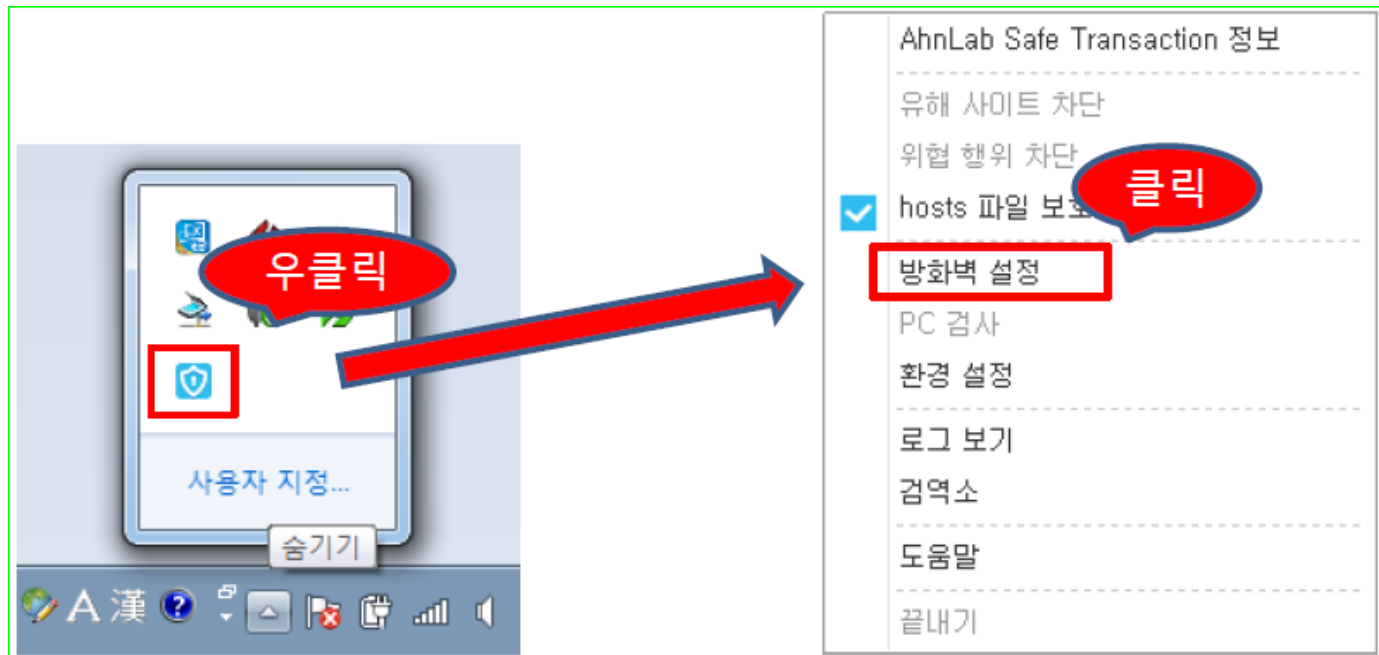 우클릭
사용자 지정...
숨기기
A 漢
AhnLab Safe Transaction 정보
유해 사이트 차단
위협 행위 차단
클릭
hosts 파일 보호
방화벽 설정
PC 검사
환경 설정
로그 보기
검역소
도움말
끝내기